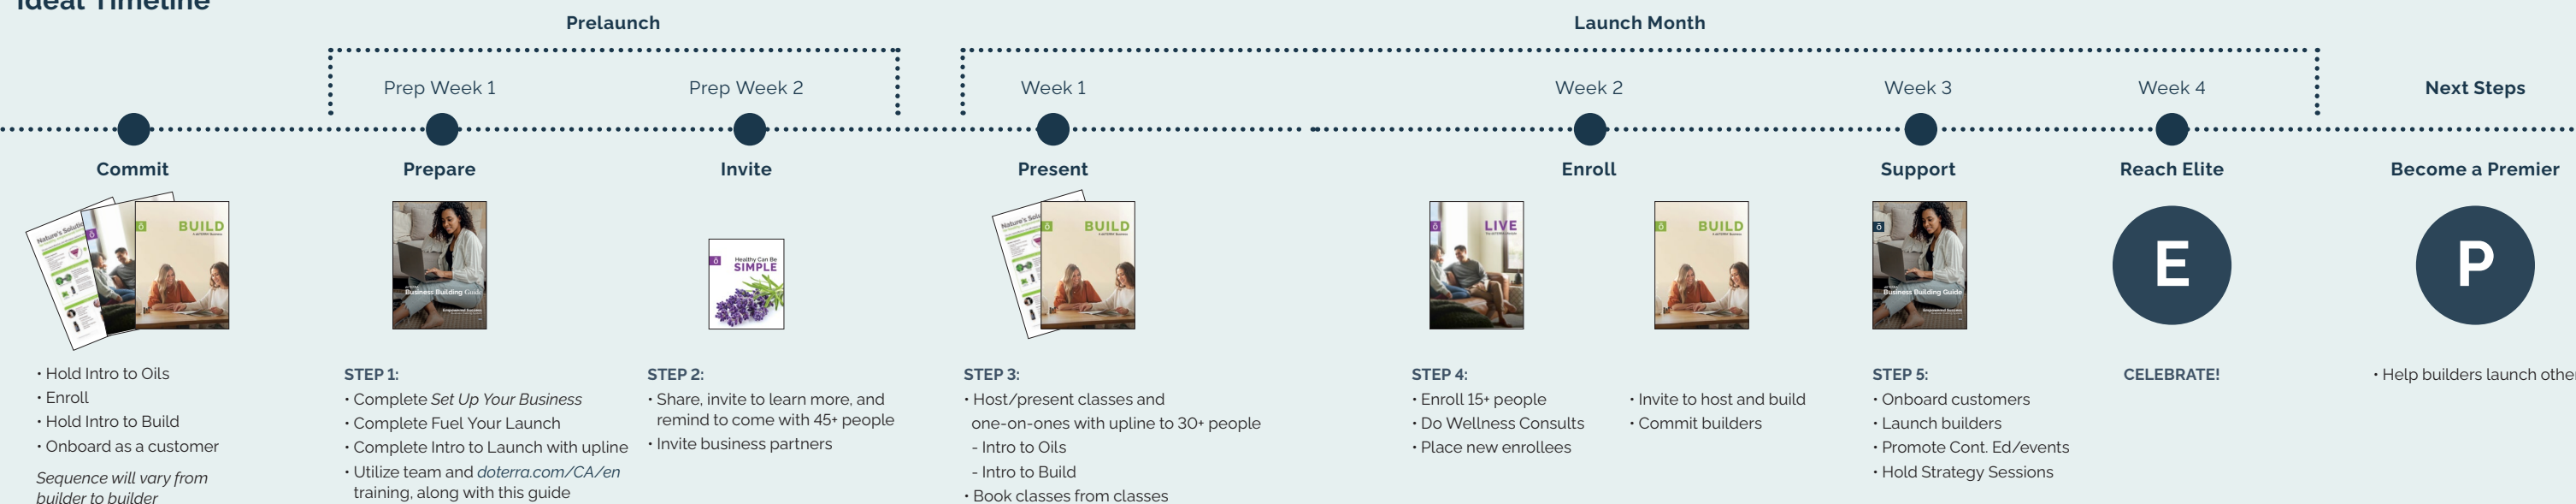 Ideal Timeline
Prelaunch
Launch Month
Prep Week 1
Prep Week 2
Week 1
Week 2
Week 3
Week 4
Next Steps
Commit
Prepare
Invite
Present
Enroll
Support
Reach Elite
Become a Premier
Nature's Solutions
BUILD
Business Building Guide
Healthy Can Be
SIMPLE
BUILD
LIVE
BUILD
Business Building Guide
E
P
• Hold Intro to Oils
• Enroll
• Hold Intro to Build
• Onboard as a customer
Sequence will vary from
builder to builder
STEP 1:
• Complete Set Up Your Business
• Complete Fuel Your Launch
• Complete Intro to Launch with upline
• Utilize team and doterra.com/CA/en
training, along with this guide
STEP 2:
• Share, invite to learn more, and
remind to come with 45+ people
• Invite business partners
STEP 3:
• Host/present classes and
one-on-ones with upline to 30+ people
- Intro to Oils
- Intro to Build
• Book classes from classes
STEP 4:
• Enroll 15+ people
• Do Wellness Consults
• Place new enrollees
• Invite to host and build
• Commit builders
STEP 5:
• Onboard customers
• Launch builders
• Promote Cont. Ed/events
• Hold Strategy Sessions
CELEBRATE!
• Help builders launch othe